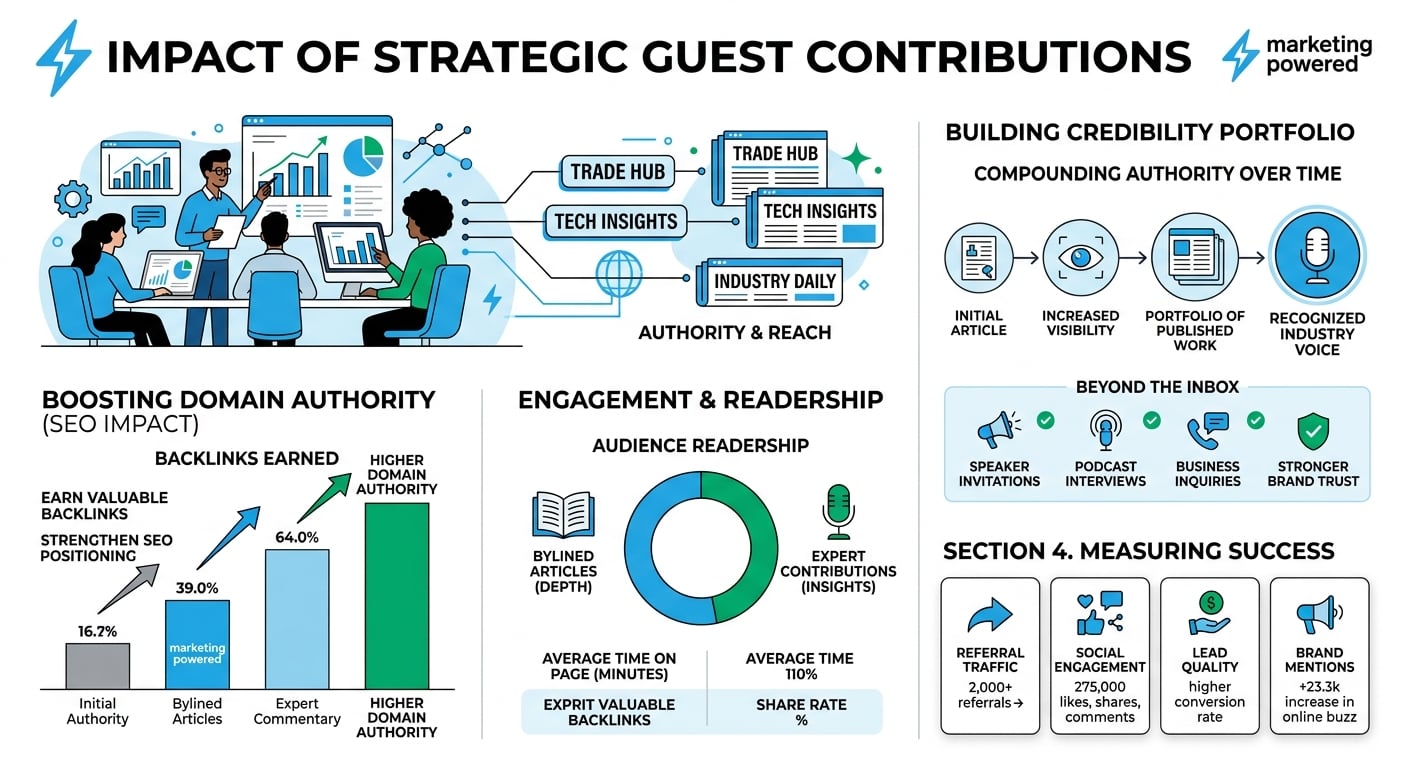 IMPACT OF STRATEGIC GUEST CONTRIBUTIONS
marketing
powered
TRADE HUB
TECH INSIGHTS
TRADE HUB
TECH INSIGHTS
INDUSTRY DAILY
AUTHORITY & REACH
BUILDING CREDIBILITY PORTFOLIO
COMPOUNDING AUTHORITY OVER TIME
INITIAL
ARTICLE
INCREASED
VISIBILITY
PORTFOLIO OF
PUBLISHED
WORK
RECOGNIZED
INDUSTRY
VOICE
BEYOND THE INBOX
SPEAKER
INVITATIONS
PODCAST
INTERVIEWS
BUSINESS
INQUIRIES
STRONGER
BRAND TRUST
BOOSTING DOMAIN AUTHORITY
(SEO IMPACT)
BACKLINKS EARNED
HIGHER
DOMAIN
AUTHORITY
EARN VALUABLE
BACKLINKS
STRENGTHEN SEO
POSITIONING
16.2%
39.0%
64.0%
marketing
powered
Initial
Authority
Bylined
Articles
Expert
Commentary
HIGHER
DOMAIN
AUTHORITY
ENGAGEMENT & READERSHIP
AUDIENCE READERSHIP
BYLINED
ARTICLES
(DEPTH)
EXPERT
CONTRIBUTIONS
(INSIGHTS)
AVERAGE TIME ON
PAGE (MINUTES)
AVERAGE TIME
110%
EXPRIT VALUABLE
BACKLINKS
SHARE RATE
%
SECTION 4. MEASURING SUCCESS
REFERRAL
TRAFFIC
2,000+
referrals→
SOCIAL
ENGAGEMENT
275,000
likes, shares,
comments
LEAD
QUALITY
higher
conversion
rate
BRAND
MENTIONS
+23.3k
increase in
online buzz